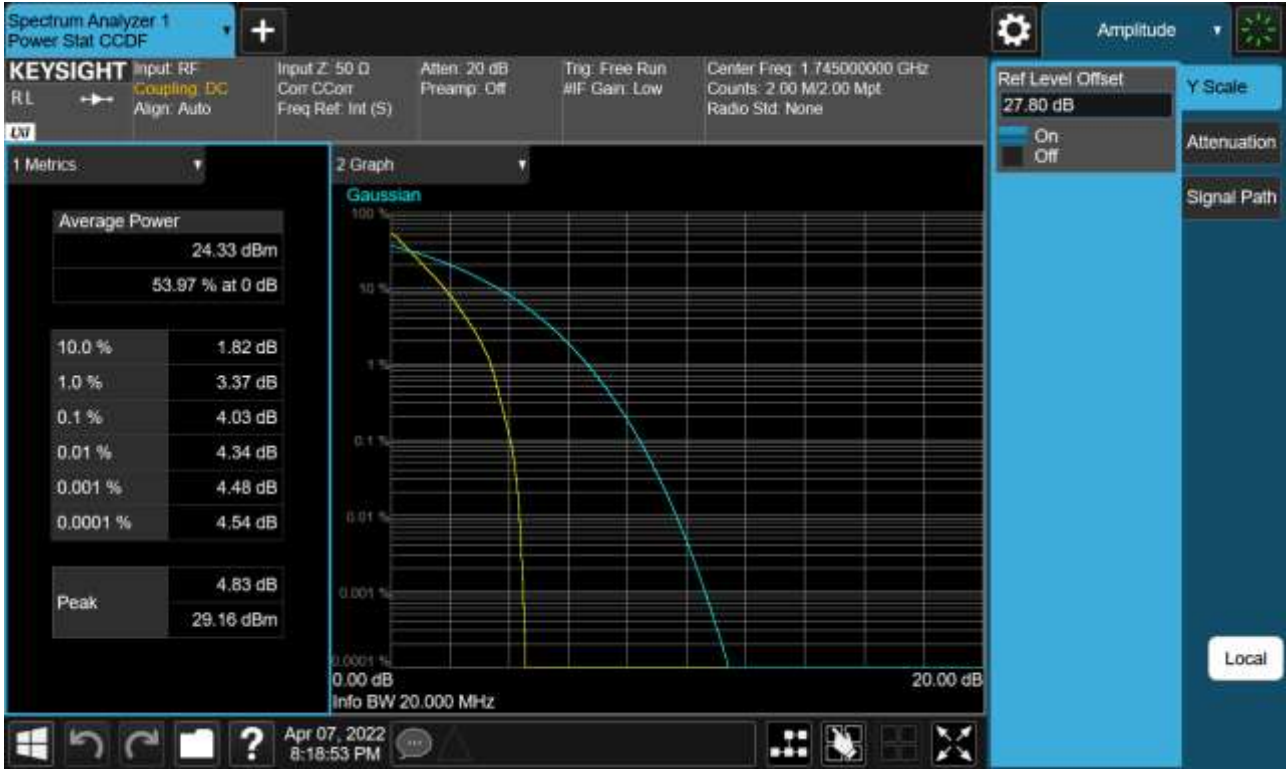 Spectrum Analyzer 1
Power Stat CCDF
+
Amplitude
KEYSIGHT
RL
LXI
Input: RF
Coupling: DC
Align: Auto
Input Z: 50 Ω
Corr CCorr
Freq Ref: Int (S)
Atten: 20 dB
Preamp: Off
Trig: Free Run
#IF Gain: Low
Center Freq: 1.745000000 GHz
Counts: 2.00 M/2.00 Mpt
Radio Std: None
Ref Level Offset
27.80 dB
On
Off
Y Scale
Attenuation
Signal Path
1 Metrics
Average Power
24.33 dBm
53.97 % at 0 dB
10.0 % 1.82 dB
1.0 % 3.37 dB
0.1 % 4.03 dB
0.01 % 4.34 dB
0.001 % 4.48 dB
0.0001 % 4.54 dB
Peak
4.83 dB
29.16 dBm
2 Graph
Gaussian
100 %
10 %
1 %
0.1 %
0.01 %
0.001 %
0.0001 %
0.00 dB
20.00 dB
Info BW 20.000 MHz
Local
?
Apr 07, 2022
8:18:53 PM